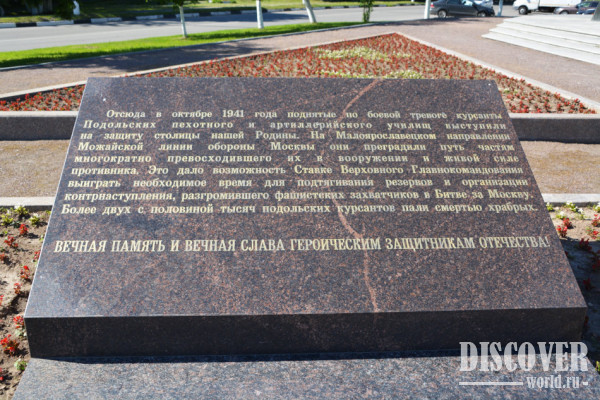 Отсюда в октябре 1941 года поднятые по боевой тревоге курсанты
Подольских пехотного и артиллерийского училищ выступили
на защиту столицы нашей Родины. На Малоярославецком направлении
Можайской линии обороны Москвы они преградили путь частям
многократно превосходившего их в вооружении и живой силе
противника. Это дало возможность Ставке Верховного Главнокомандования
выиграть необходимое время для подтягивания резервов и организации
контрнаступления, разгромившего фашистских захватчиков в Битве за Москву.
Более двух с половиной тысяч подольских курсантов пали смертью храбрых.
ВЕЧНАЯ ПАМЯТЬ И ВЕЧНАЯ СЛАВА ГЕРОИЧЕСКИМ ЗАЩИТНИКАМ ОТЕЧЕСТВА!
DISCOVER
world.ru